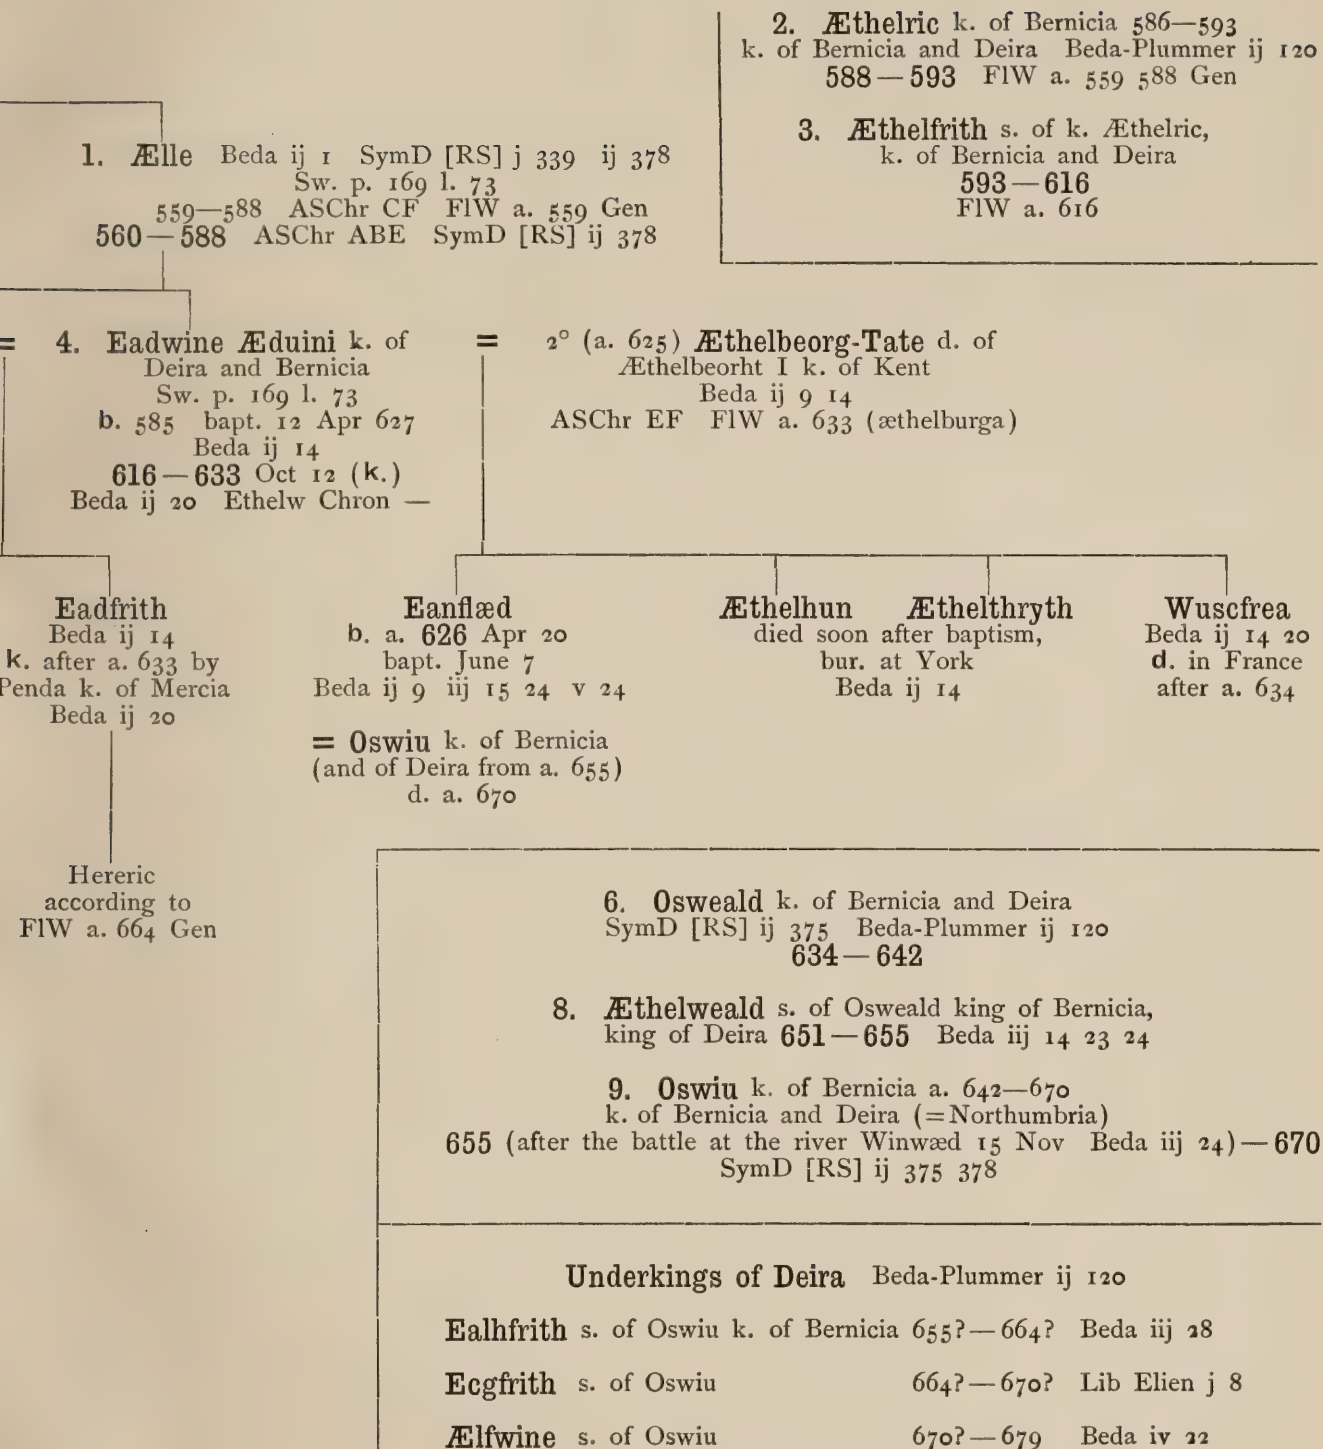 2. Æthelric k. of Bernicia 586—593
k. of Bernicia and Deira Beda-Plummer ij 120
588—593 FlW a. 559 588 Gen
3. Æthelfrith s. of k. Æthelric,
k. of Bernicia and Deira
593—616
FlW a. 616
1. Ælle Beda ij 1 SymD [RS] j 339 ij 378
Sw. p. 169 l. 73
559—588 ASChr CF FlW a. 559 Gen
560—588 ASChr ABE SymD [RS] ij 378
= 4. Eadwine Æduini k. of
Deira and Bernicia
Sw. p. 169 l. 73
b. 585 bapt. 12 Apr 627
Beda ij 14
616—633 Oct 12 (k.)
Beda ij 20 Ethelw Chron —
= 2° (a. 625) Æthelbeorg-Tate d. of
Æthelbeorht I k. of Kent
Beda ij 9 14
ASChr EF FlW a. 633 (æthelburga)
Eadfrith
Beda ij 14
k. after a. 633 by
Penda k. of Mercia
Beda ij 20
Hereric
according to
FlW a. 664 Gen
Eanflæd
b. a. 626 Apr 20
bapt. June 7
Beda ij 9 iij 15 24 v 24
= Oswiu k. of Bernicia
(and of Deira from a. 655)
d. a. 670
Æthelhun Æthelthryth
died soon after baptism,
bur. at York
Beda ij 14
Wuscfrea
Beda ij 14 20
d. in France
after a. 634
6. Osweald k. of Bernicia and Deira
SymD [RS] ij 375 Beda-Plummer ij 120
634—642
8. Æthelweald s. of Osweald king of Bernicia,
king of Deira 651—655 Beda iij 14 23 24
9. Oswiu k. of Bernicia a. 642—670
k. of Bernicia and Deira (=Northumbria)
655 (after the battle at the river Winwæd 15 Nov Beda iij 24)—670
SymD [RS] ij 375 378
Underkings of Deira Beda-Plummer ij 120
Ealhfrith s. of Oswiu k. of Bernicia 655?—664? Beda iij 28
Ecgfrith s. of Oswiu 664?—670? Lib Elien j 8
Ælfwine s. of Oswiu 670?—679 Beda iv 22